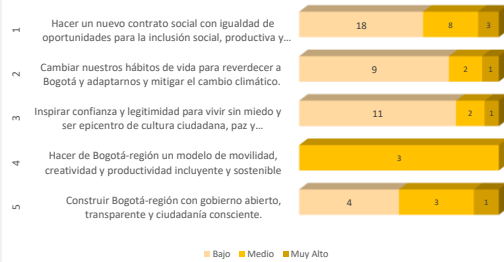 1
Hacer un nuevo contrato social con igualdad de
oportunidades para la inclusión social, productiva y…
18 8 3
2
Cambiar nuestros hábitos de vida para reverdecer a
Bogotá y adaptarnos y mitigar el cambio climático.
9 2 1
3
Inspirar confianza y legitimidad para vivir sin miedo y
ser epicentro de cultura ciudadana, paz y…
11 2 1
4
Hacer de Bogotá-región un modelo de movilidad,
creatividad y productividad incluyente y sostenible
3
5
Construir Bogotá-región con gobierno abierto,
transparente y ciudadanía consciente.
4 3 1
Bajo Medio Muy Alto